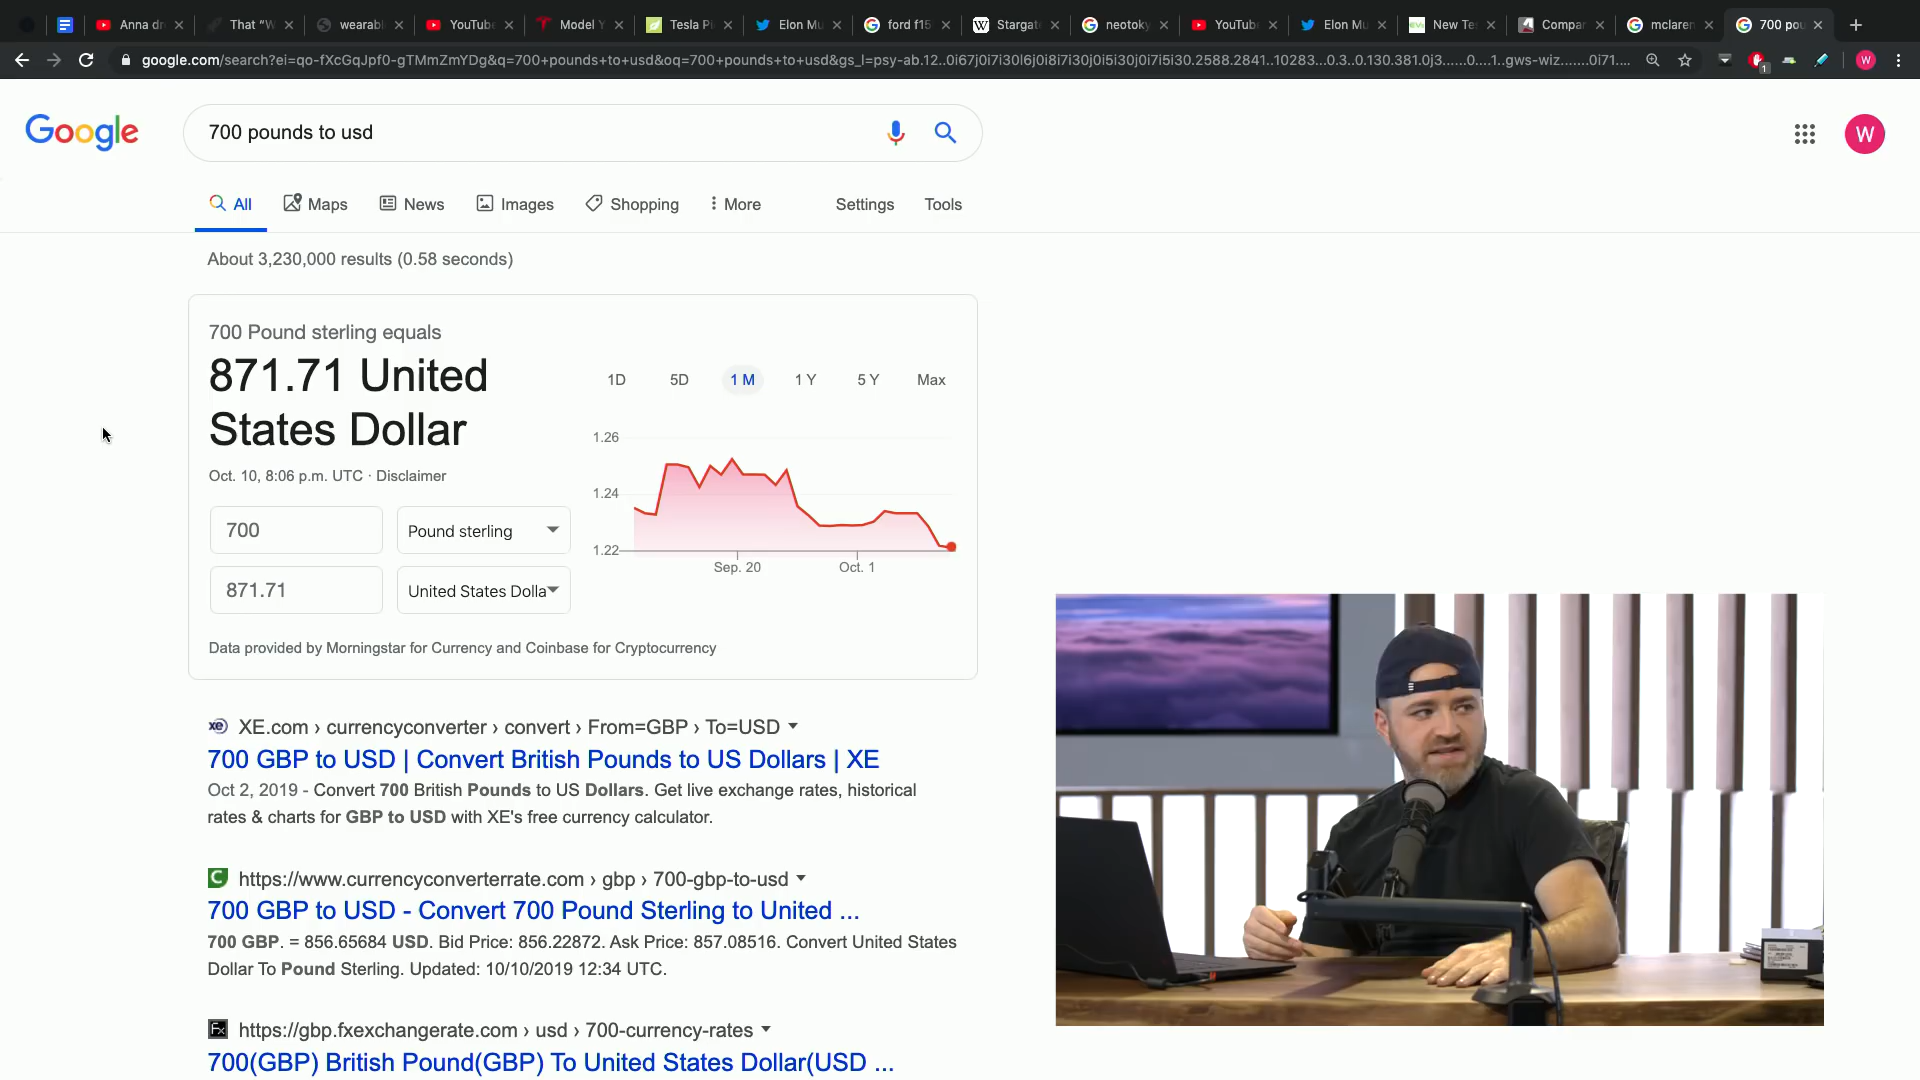 Anna dr
That "W
wearabl
YouTube
Model Y
Tesla Pi
Elon Mu
ford f15
Stargat
neotoky
YouTub
Elon Mu
New Te
Compar
mclaren
700 pou
google.com/search?ei=qo-fXcGqJpf0-gTMmZmYDg&q=700+pounds+to+usd&oq=700+pounds+to+usd&gs_l=psy-ab.12..0i67j0i7i30l6j0i8i7i30j0i5i30j0i7i5i30.2588.2841..10283...0.3..0.130.381.0j3......0....1..gws-wiz.......0i71....
1
W
Google
700 pounds to usd
W
All
Maps
News
Images
Shopping
More
Settings
Tools
About 3,230,000 results (0.58 seconds)
700 Pound sterling equals
871.71 United
States Dollar
Oct. 10, 8:06 p.m. UTC · Disclaimer
700
Pound sterling
871.71
United States Dolla
1D
5D
1 M
1 Y
5 Y
Max
1.26
1.24
1.22
Sep. 20
Oct. 1
Data provided by Morningstar for Currency and Coinbase for Cryptocurrency
xe XE.com › currencyconverter › convert › From=GBP › To=USD
700 GBP to USD | Convert British Pounds to US Dollars | XE
Oct 2, 2019 - Convert 700 British Pounds to US Dollars. Get live exchange rates, historical
rates & charts for GBP to USD with XE's free currency calculator.
C https://www.currencyconverterrate.com › gbp › 700-gbp-to-usd
700 GBP to USD - Convert 700 Pound Sterling to United ...
700 GBP. = 856.65684 USD. Bid Price: 856.22872. Ask Price: 857.08516. Convert United States
Dollar To Pound Sterling. Updated: 10/10/2019 12:34 UTC.
Fx https://gbp.fxexchangerate.com › usd › 700-currency-rates
700(GBP) British Pound(GBP) To United States Dollar(USD ...